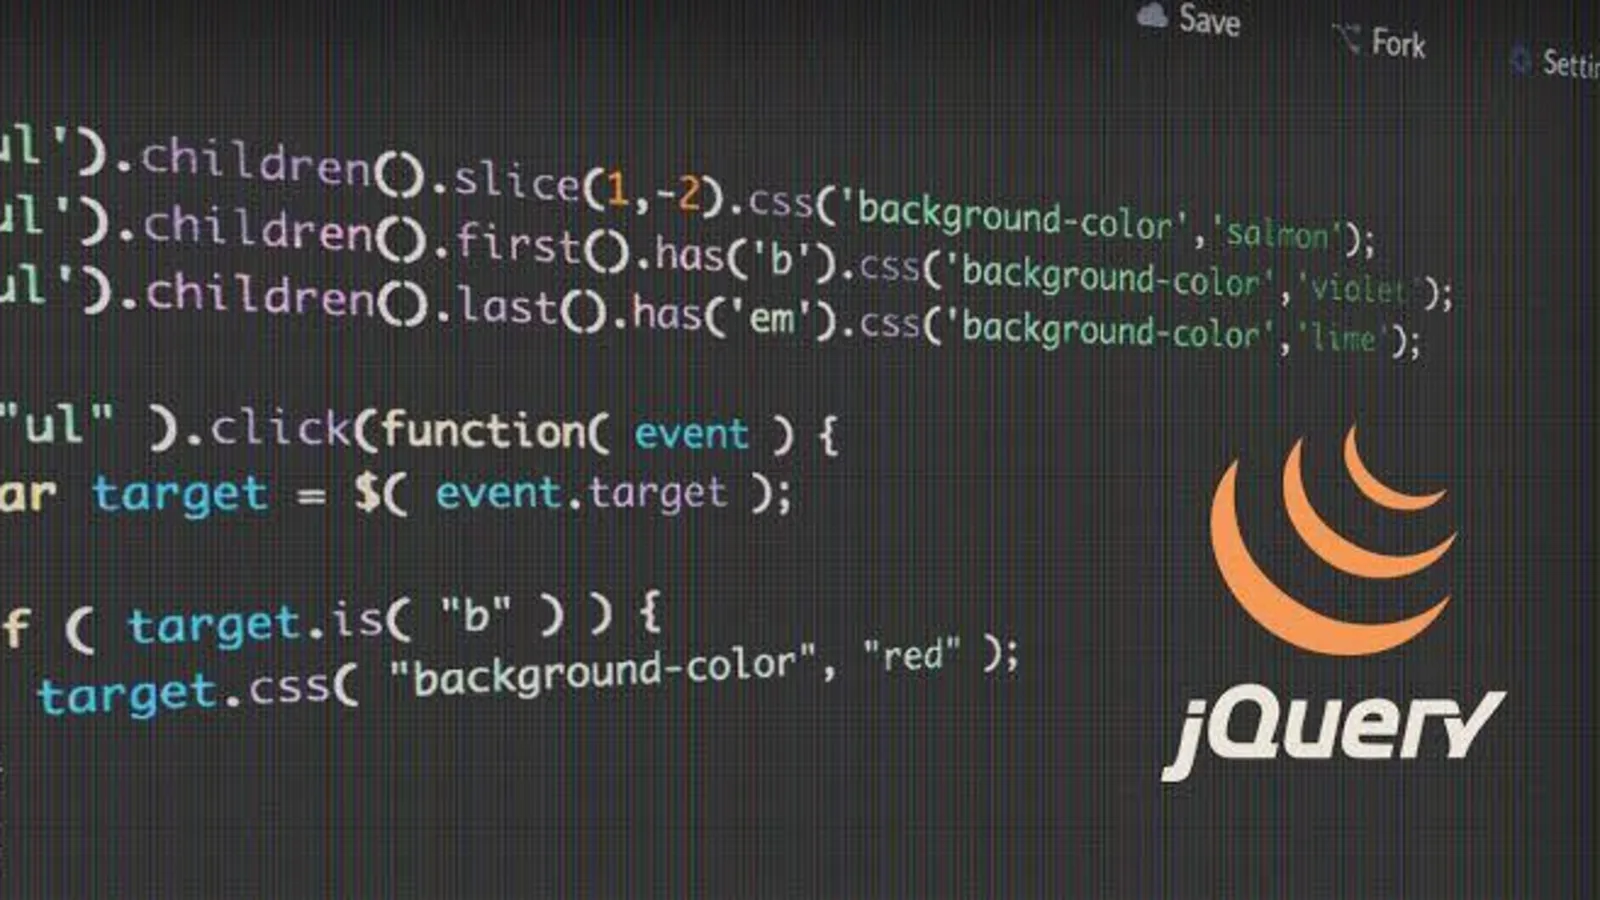 Save
Fork
Settin
ul').children().slice(1,-2).css('background-color','salmon');
ul').children().first().has('b').css('background-color','violet');
ul').children().last().has('em').css('background-color','lime');
"ul" ).click(function( event ) {
ar target = $( event.target );
f ( target.is( "b" ) ) {
target.css( "background-color", "red" );
jQuery